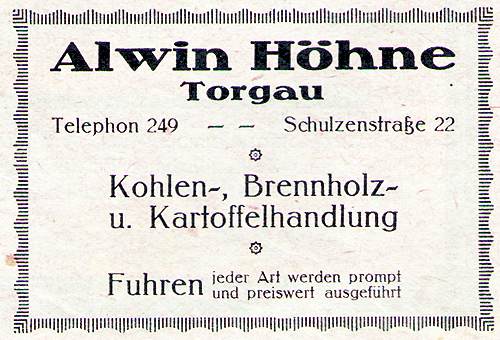 Alwin Höhne
Torgau
Telephon 249 – – Schulzenstraße 22
Kohlen-, Brennholz-
u. Kartoffelhandlung
Fuhren jeder Art werden prompt
und preiswert ausgeführt